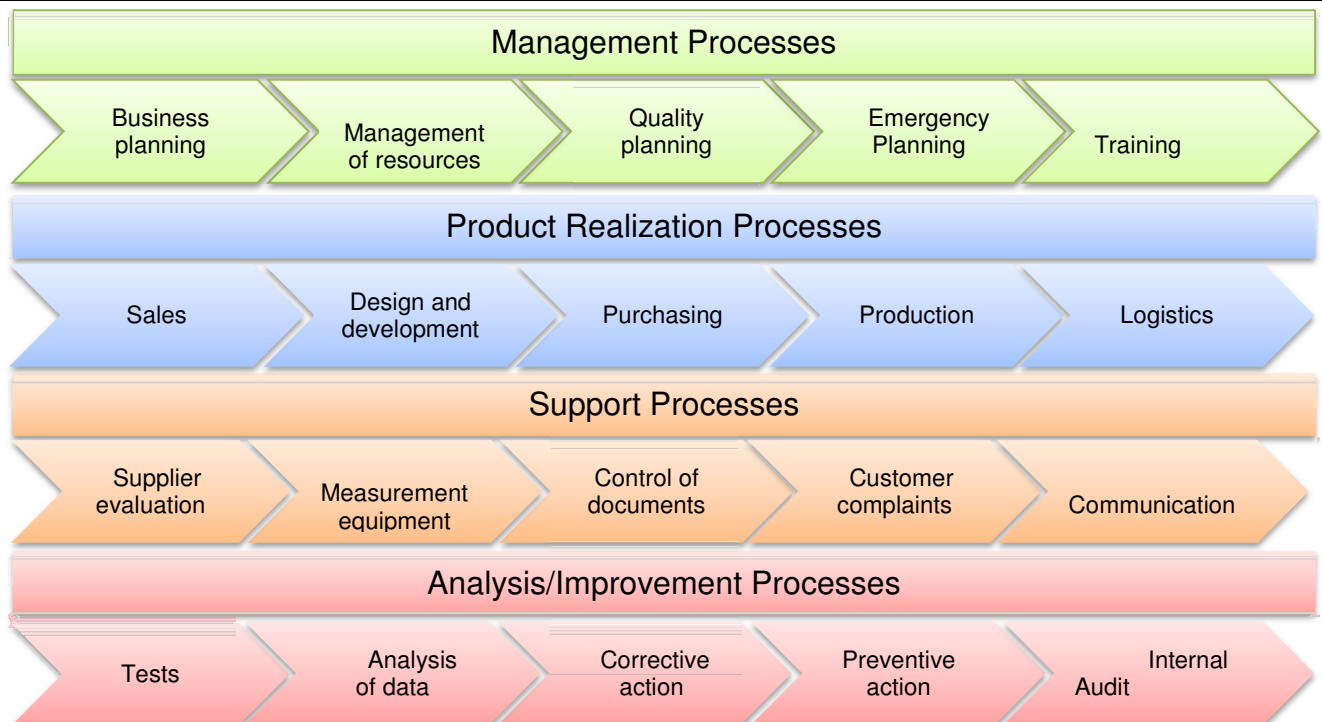 Management Processes
Business
planning
Management
of resources
Quality
planning
Emergency
Planning
Training
Product Realization Processes
Sales
Design and
development
Purchasing
Production
Logistics
Support Processes
Supplier
evaluation
Measurement
equipment
Control of
documents
Customer
complaints
Communication
Analysis/Improvement Processes
Tests
Analysis
of data
Corrective
action
Preventive
action
Internal
Audit